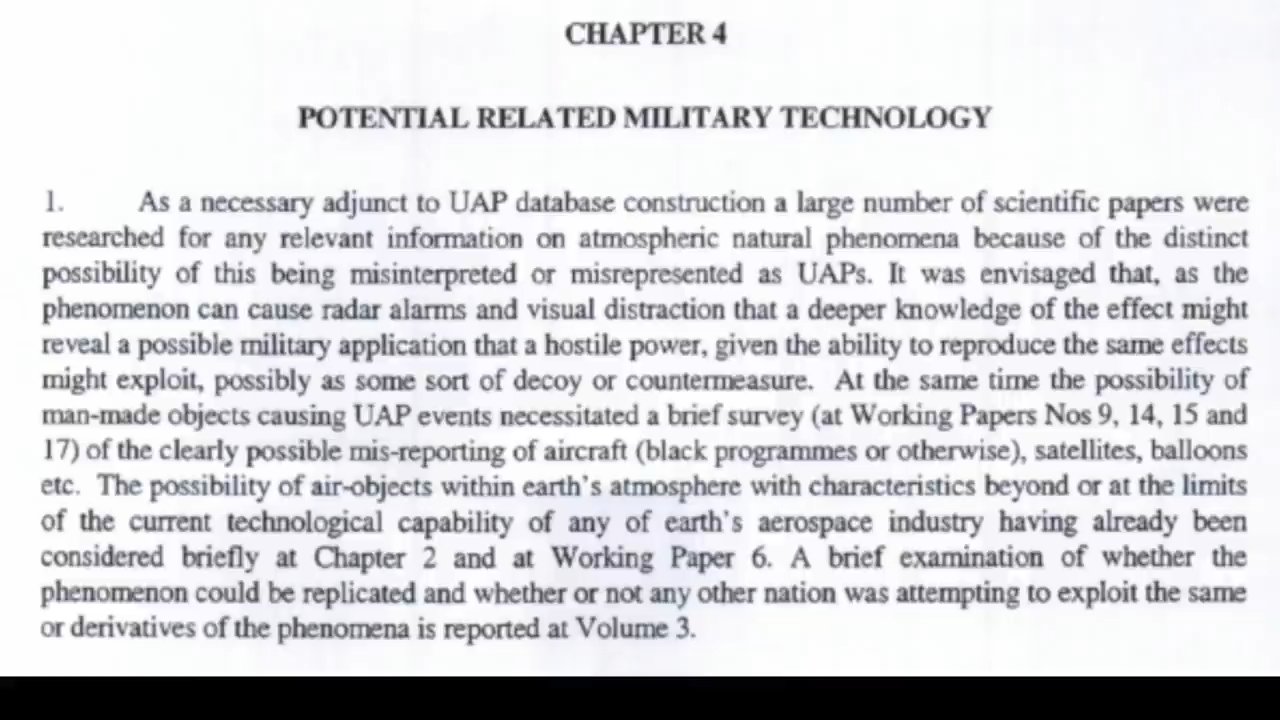 CHAPTER 4
POTENTIAL RELATED MILITARY TECHNOLOGY
1. As a necessary adjunct to UAP database construction a large number of scientific papers were
researched for any relevant information on atmospheric natural phenomena because of the distinct
possibility of this being misinterpreted or misrepresented as UAPs. It was envisaged that, as the
phenomenon can cause radar alarms and visual distraction that a deeper knowledge of the effect might
reveal a possible military application that a hostile power, given the ability to reproduce the same effects
might exploit, possibly as some sort of decoy or countermeasure. At the same time the possibility of
man-made objects causing UAP events necessitated a brief survey (at Working Papers Nos 9, 14, 15 and
17) of the clearly possible mis-reporting of aircraft (black programmes or otherwise), satellites, balloons
etc. The possibility of air-objects within earth's atmosphere with characteristics beyond or at the limits
of the current technological capability of any of earth's aerospace industry having already been
considered briefly at Chapter 2 and at Working Paper 6. A brief examination of whether the
phenomenon could be replicated and whether or not any other nation was attempting to exploit the same
or derivatives of the phenomena is reported at Volume 3.